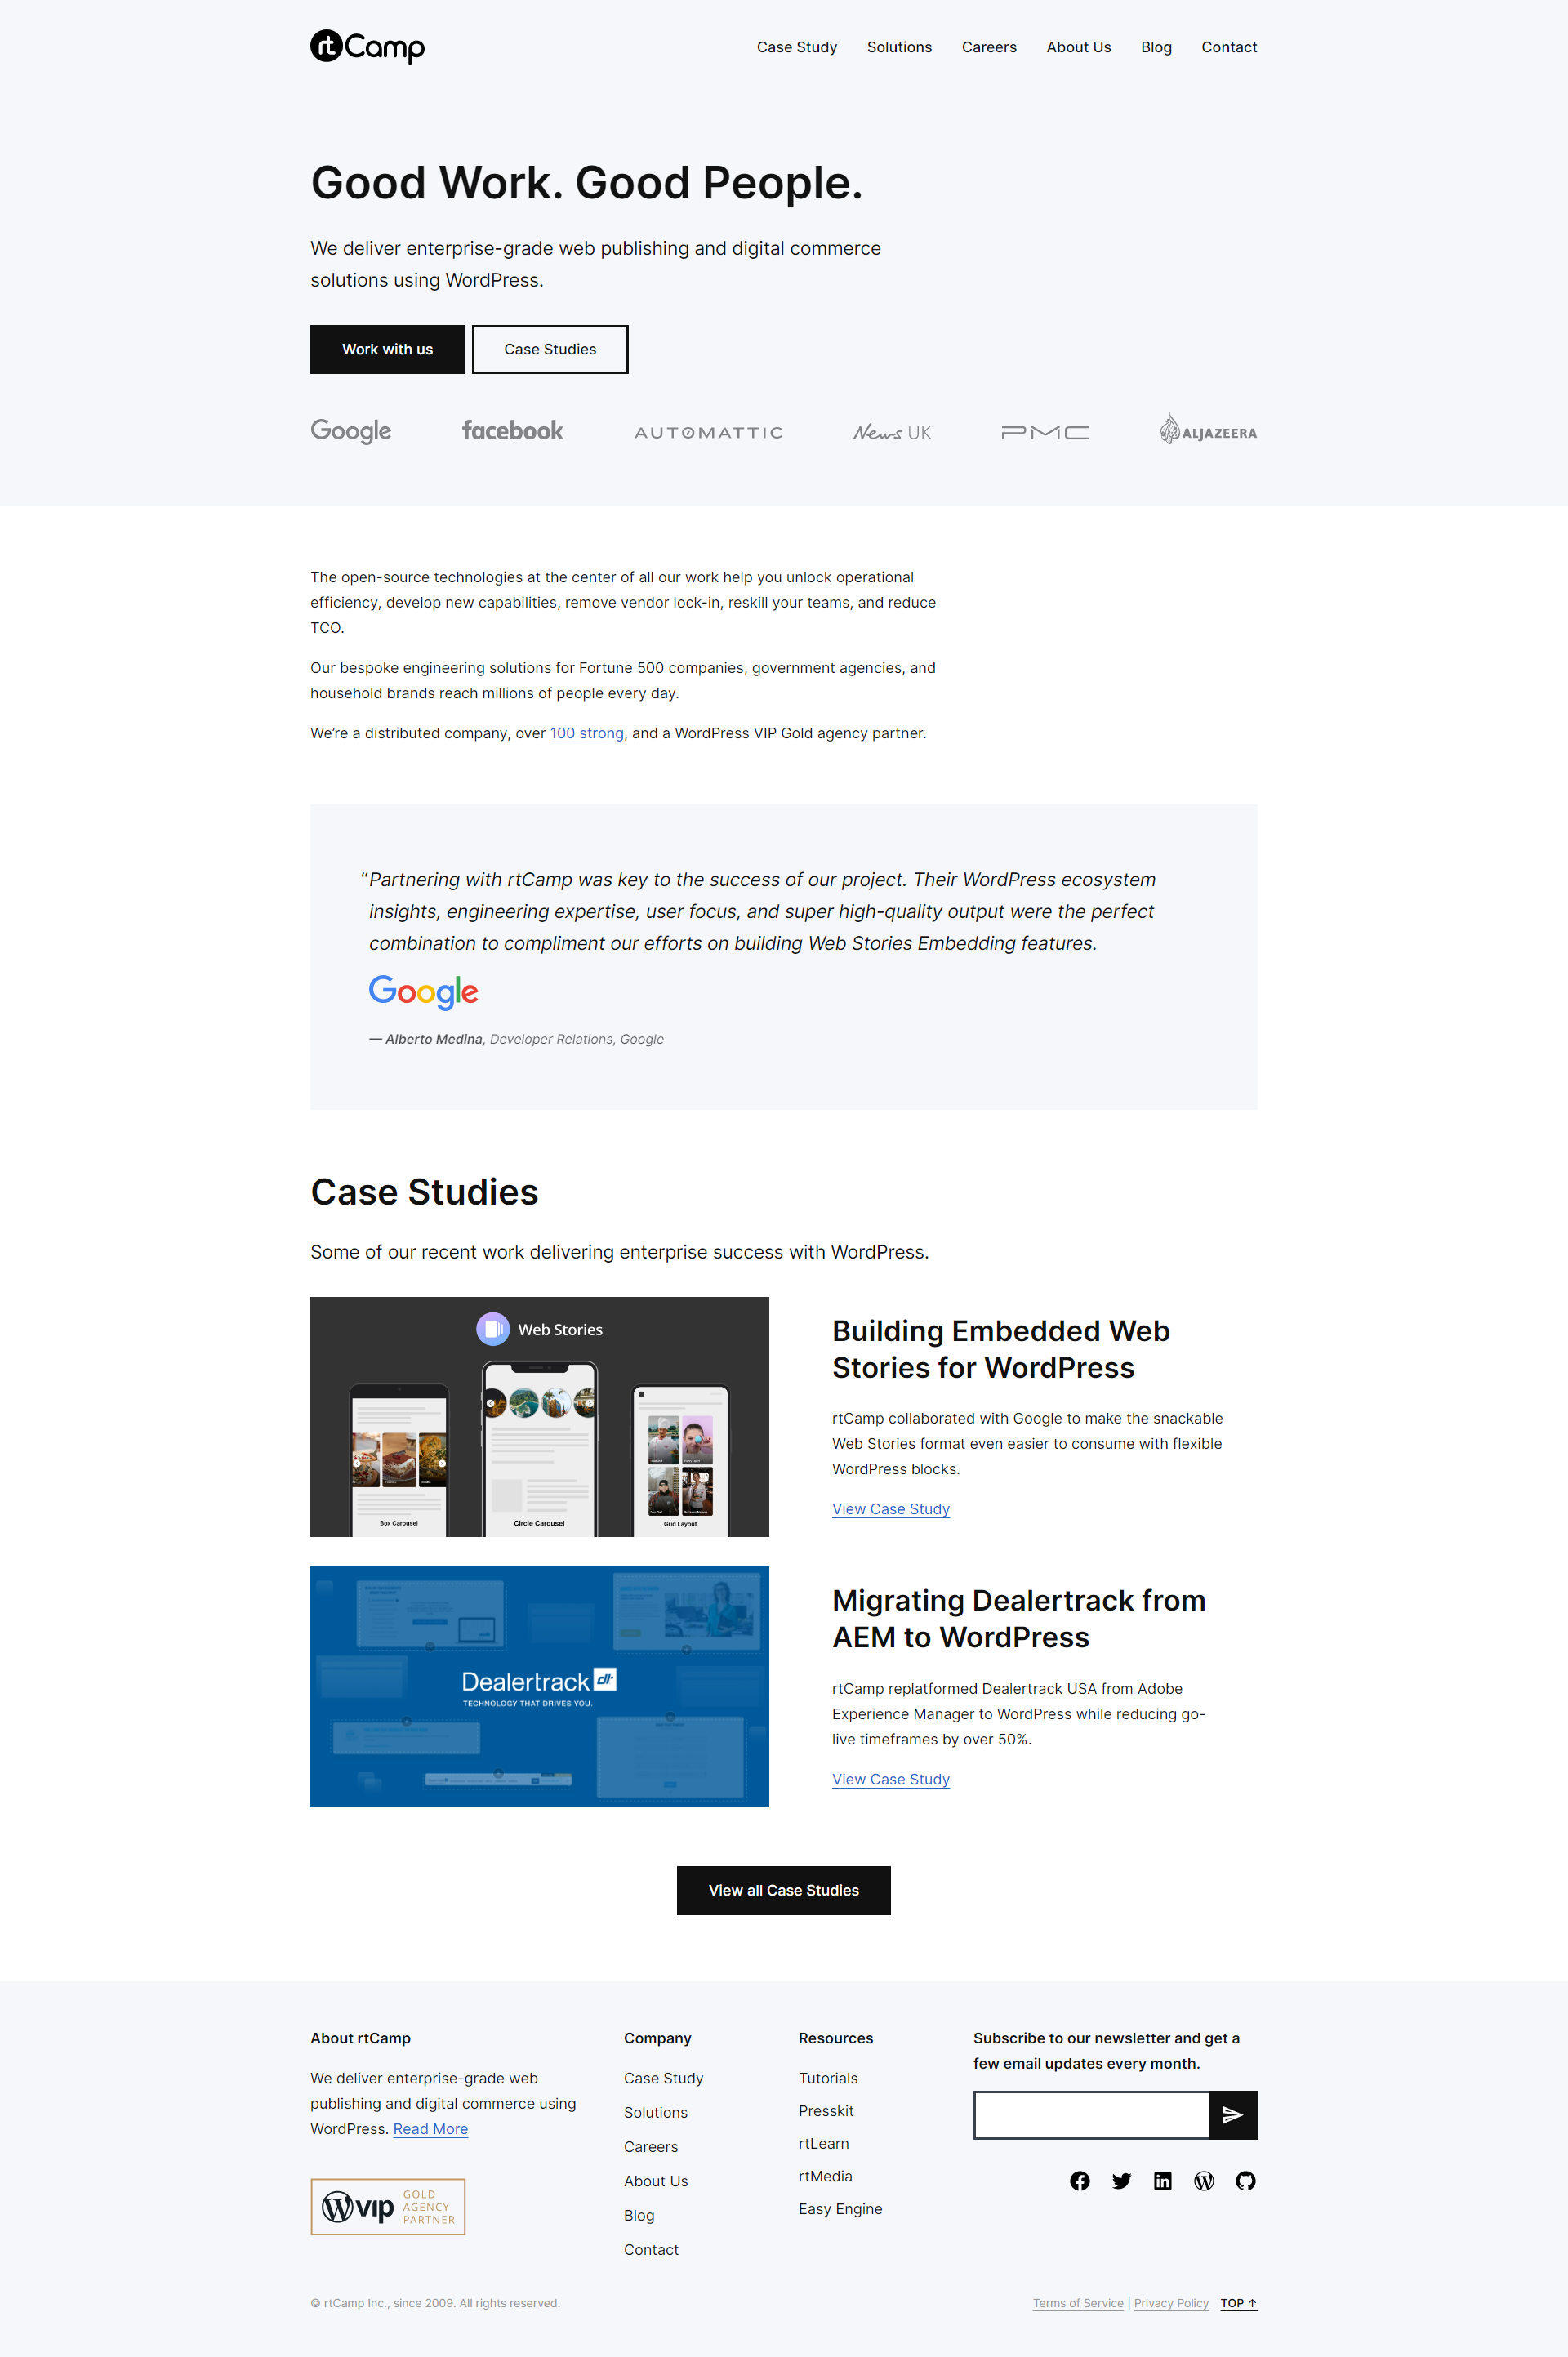 rtCamp
Case Study Solutions Careers About Us Blog Contact
Good Work. Good People.
We deliver enterprise-grade web publishing and digital commerce
solutions using WordPress.
Work with us Case Studies
Google facebook AUTOMATTIC News UK PMC ALJAZEERA
The open-source technologies at the center of all our work help you unlock operational
efficiency, develop new capabilities, remove vendor lock-in, reskill your teams, and reduce
TCO.
Our bespoke engineering solutions for Fortune 500 companies, government agencies, and
household brands reach millions of people every day.
We’re a distributed company, over 100 strong, and a WordPress VIP Gold agency partner.
“Partnering with rtCamp was key to the success of our project. Their WordPress ecosystem
insights, engineering expertise, user focus, and super high-quality output were the perfect
combination to compliment our efforts on building Web Stories Embedding features.
Google
— Alberto Medina, Developer Relations, Google
Case Studies
Some of our recent work delivering enterprise success with WordPress.
Web Stories
Box Carousel
Circle Carousel
Grid Layout
Building Embedded Web
Stories for WordPress
rtCamp collaborated with Google to make the snackable
Web Stories format even easier to consume with flexible
WordPress blocks.
View Case Study
Dealertrack
TECHNOLOGY THAT DRIVES YOU.
Migrating Dealertrack from
AEM to WordPress
rtCamp replatformed Dealertrack USA from Adobe
Experience Manager to WordPress while reducing go-
live timeframes by over 50%.
View Case Study
View all Case Studies
About rtCamp
We deliver enterprise-grade web
publishing and digital commerce using
WordPress. Read More
vip
GOLD
AGENCY
PARTNER
Company
Case Study
Solutions
Careers
About Us
Blog
Contact
Resources
Tutorials
Presskit
rtLearn
rtMedia
Easy Engine
Subscribe to our newsletter and get a
few email updates every month.
© rtCamp Inc., since 2009. All rights reserved.
Terms of Service | Privacy Policy TOP ↑